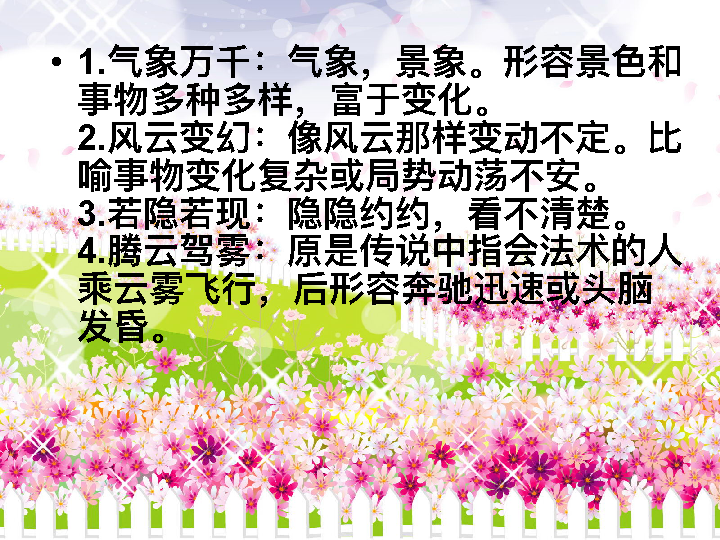 • 1.气象万千：气象，景象。形容景色和
事物多种多样，富于变化。
2.风云变幻：像风云那样变动不定。比
喻事物变化复杂或局势动荡不安。
3.若隐若现：隐隐约约，看不清楚。
4.腾云驾雾：原是传说中指会法术的人
乘云雾飞行，后形容奔驰迅速或头脑
发昏。